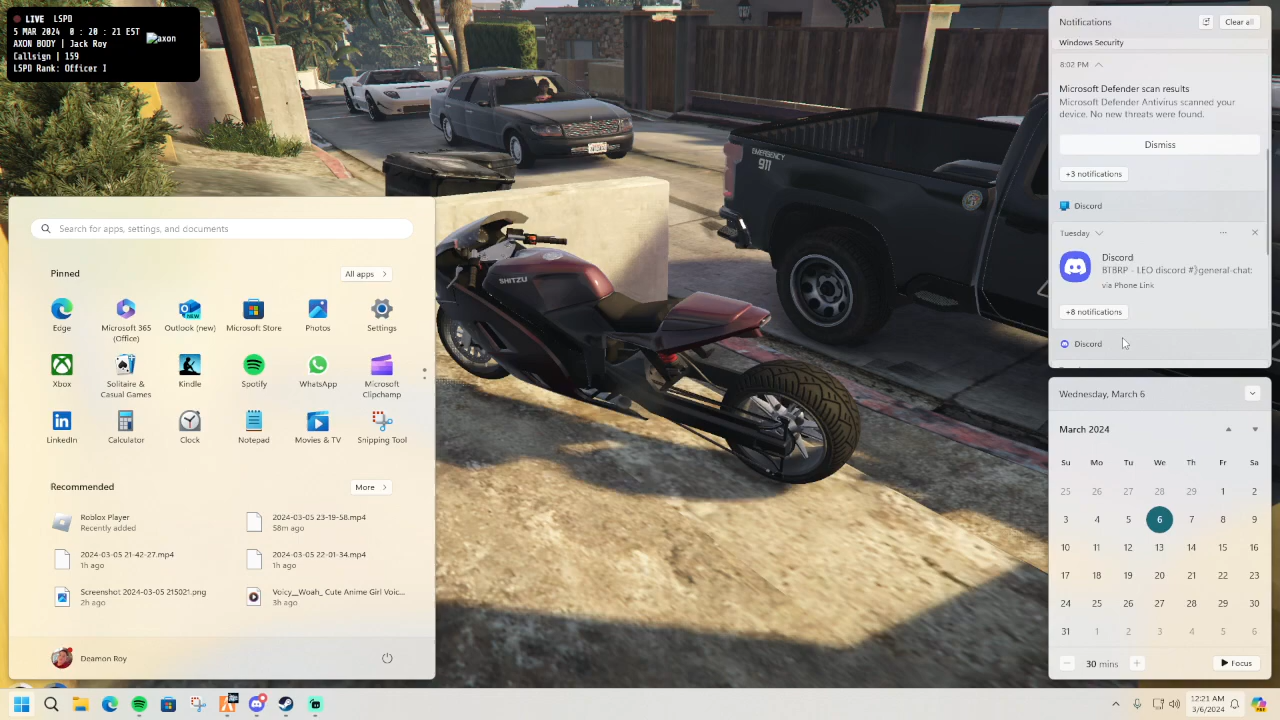 LIVE LSPD
5 MAR 2024 0 : 20 : 21 EST
AXON BODY | Jack Roy
axon
Callsign | 159
LSPD Rank: Officer I
EMERGENCY
911
SHITZU
Search for apps, settings, and documents
Pinned
All apps
Edge
Microsoft 365
(Office)
Outlook (new)
Microsoft Store
Photos
Settings
Xbox
Solitaire &
Casual Games
Kindle
Spotify
WhatsApp
Microsoft
Clipchamp
LinkedIn
Calculator
Clock
Notepad
Movies & TV
Snipping Tool
Recommended
More
Roblox Player
Recently added
2024-03-05 23-19-58.mp4
58m ago
2024-03-05 21-42-27.mp4
1h ago
2024-03-05 22-01-34.mp4
1h ago
Screenshot 2024-03-05 215021.png
2h ago
Voicy__Woah_ Cute Anime Girl Voic...
3h ago
Deamon Roy
Notifications
Clear all
Windows Security
8:02 PM
Microsoft Defender scan results
Microsoft Defender Antivirus scanned your
device. No new threats were found.
Dismiss
+3 notifications
Discord
Tuesday
Discord
BTBRP - LEO discord #}general-chat:
via Phone Link
+8 notifications
Discord
Wednesday, March 6
March 2024
Su Mo Tu We Th Fr Sa
25 26 27 28 29 1 2
3 4 5 6 7 8 9
10 11 12 13 14 15 16
17 18 19 20 21 22 23
24 25 26 27 28 29 30
31 1 2 3 4 5 6
30 mins
Focus
12:21 AM
3/6/2024